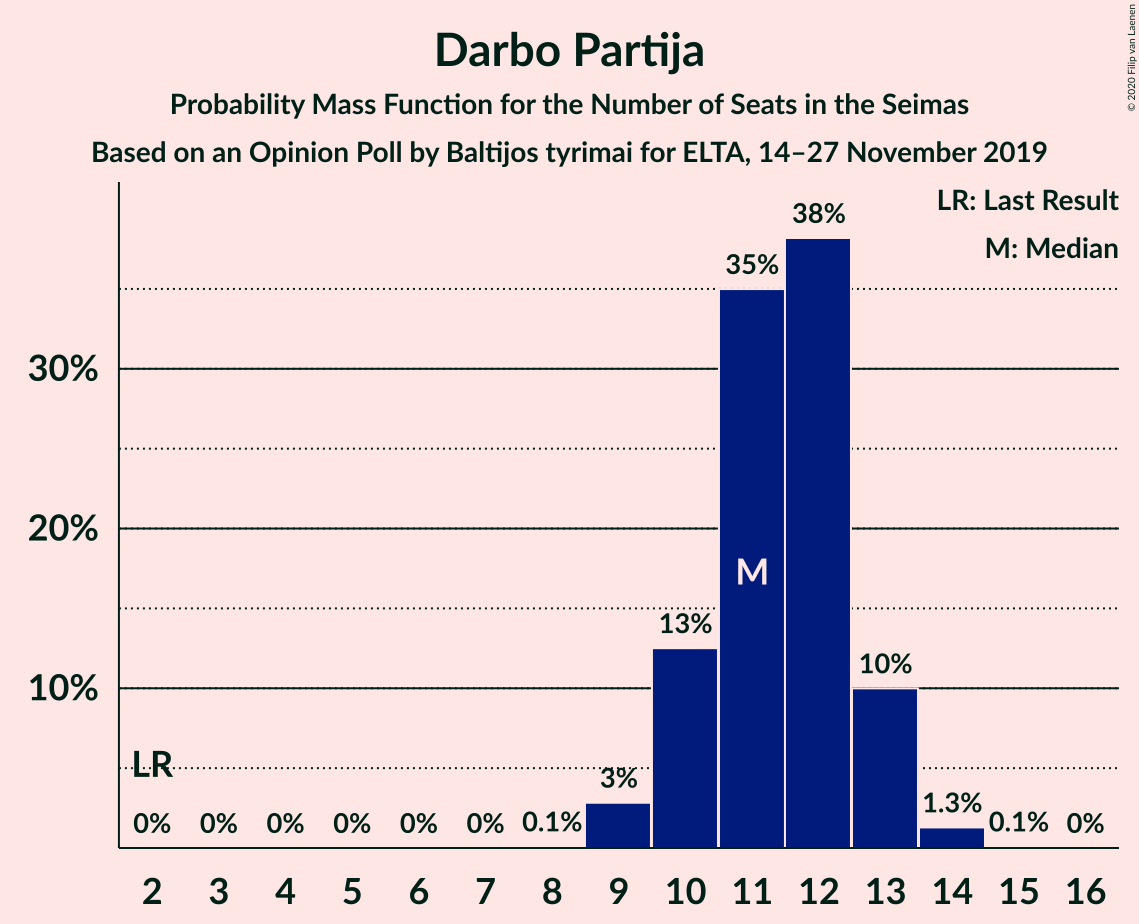 Darbo Partija
Probability Mass Function for the Number of Seats in the Seimas
Based on an Opinion Poll by Baltijos tyrimai for ELTA, 14–27 November 2019
© 2020 Filip van Laenen
LR: Last Result
M: Median
38%
35%
30%
20%
M
13%
10%
10%
LR
3%
1.3%
0% 0% 0% 0% 0% 0% 0.1% 0.1% 0%
2 3 4 5 6 7 8 9 10 11 12 13 14 15 16